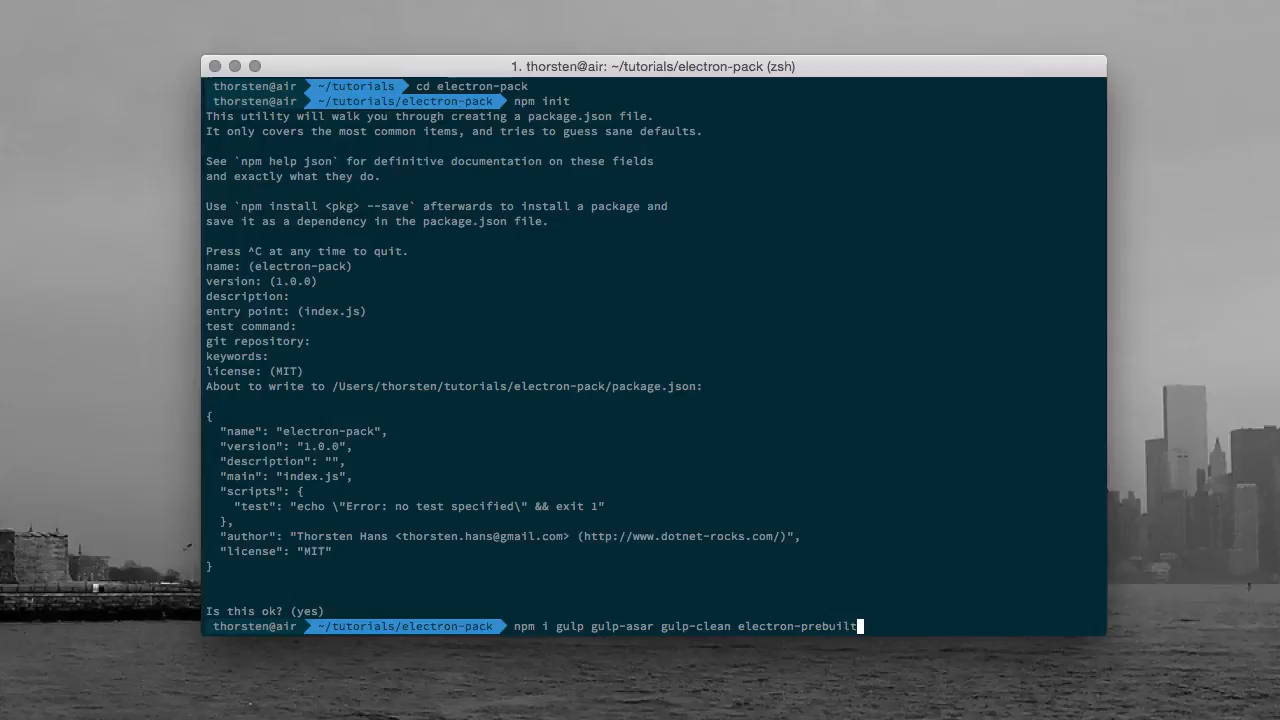 1. thorsten@air: ~/tutorials/electron-pack (zsh)
thorsten@air ~/tutorials cd electron-pack
thorsten@air ~/tutorials/electron-pack npm init
This utility will walk you through creating a package.json file.
It only covers the most common items, and tries to guess sane defaults.
See `npm help json` for definitive documentation on these fields
and exactly what they do.
Use `npm install <pkg> --save` afterwards to install a package and
save it as a dependency in the package.json file.
Press ^C at any time to quit.
name: (electron-pack)
version: (1.0.0)
description:
entry point: (index.js)
test command:
git repository:
keywords:
license: (MIT)
About to write to /Users/thorsten/tutorials/electron-pack/package.json:
{
"name": "electron-pack",
"version": "1.0.0",
"description": "",
"main": "index.js",
"scripts": {
"test": "echo \"Error: no test specified\" && exit 1"
},
"author": "Thorsten Hans <thorsten.hans@gmail.com> (http://www.dotnet-rocks.com/)",
"license": "MIT"
}
Is this ok? (yes)
thorsten@air ~/tutorials/electron-pack npm i gulp gulp-asar gulp-clean electron-prebuilt